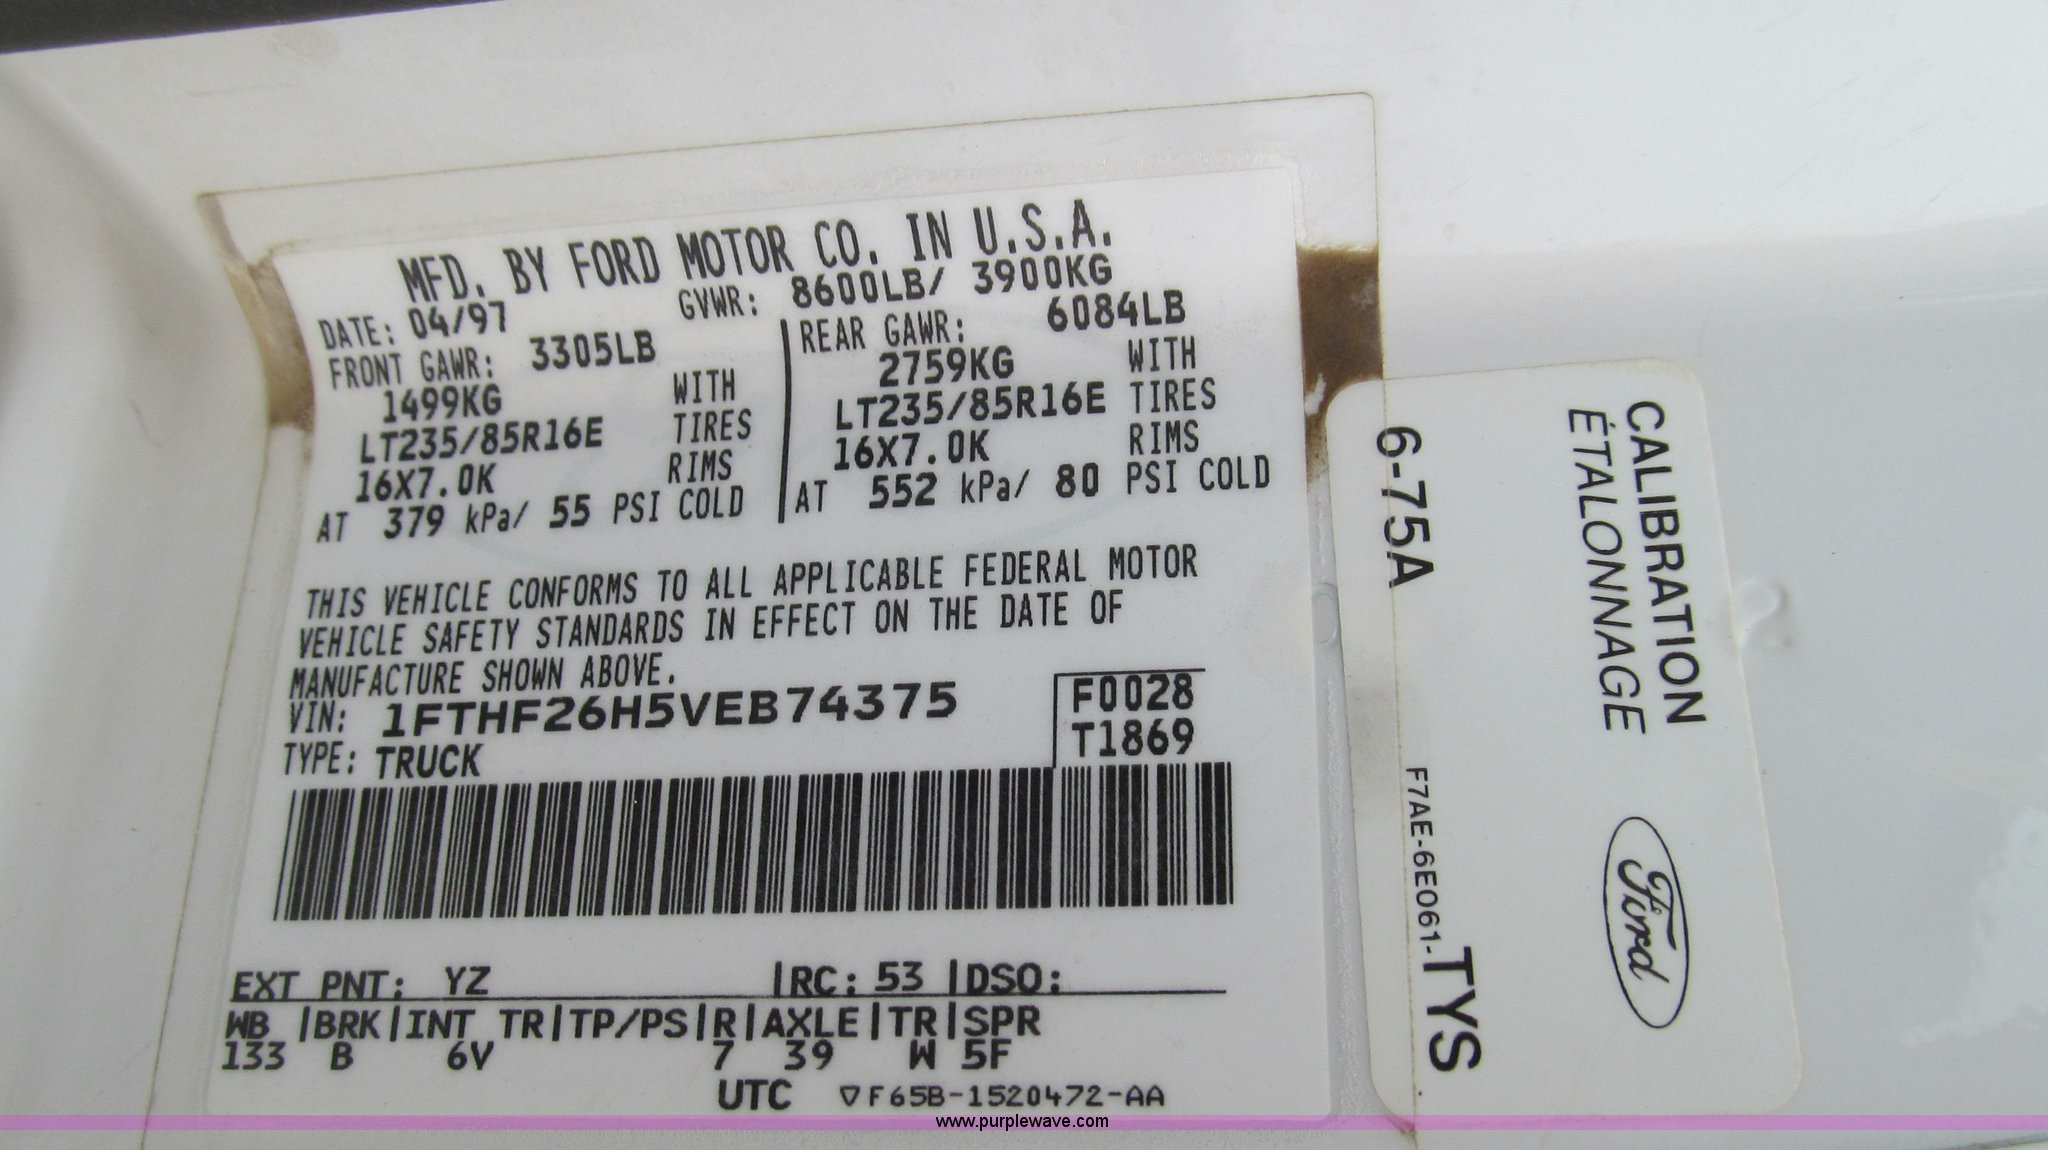 MFD. BY FORD MOTOR CO. IN U.S.A.
DATE: 04/97 GVWR: 8600LB/ 3900KG
FRONT GAWR: 3305LB
1499KG WITH
LT235/85R16E TIRES
16X7.0K RIMS
AT 379 kPa/ 55 PSI COLD
REAR GAWR: 6084LB
2759KG WITH
LT235/85R16E TIRES
16X7.0K RIMS
AT 552 kPa/ 80 PSI COLD
THIS VEHICLE CONFORMS TO ALL APPLICABLE FEDERAL MOTOR
VEHICLE SAFETY STANDARDS IN EFFECT ON THE DATE OF
MANUFACTURE SHOWN ABOVE.
VIN: 1FTHF26H5VEB74375
TYPE: TRUCK
F0028
T1869
EXT PNT: YZ |RC: 53 |DSO:
WB |BRK|INT TR|TP/PS|R|AXLE|TR|SPR
133 B 6V 7 39 W 5F
UTC ▽F65B-1520472-AA
CALIBRATION
ÉTALONNAGE
6-75A
F7AE-6E061-TYS
Ford
www.purplewave.com